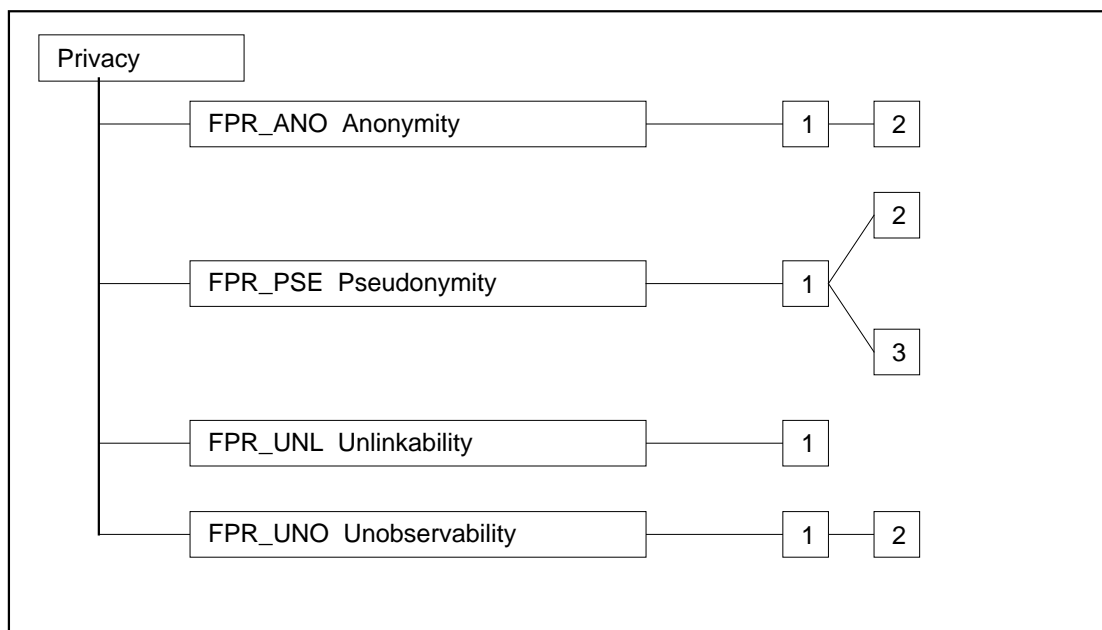 Privacy
FPR_ANO Anonymity 1 2
2
FPR_PSE Pseudonymity 1
3
FPR_UNL Unlinkability 1
FPR_UNO Unobservability 1 2